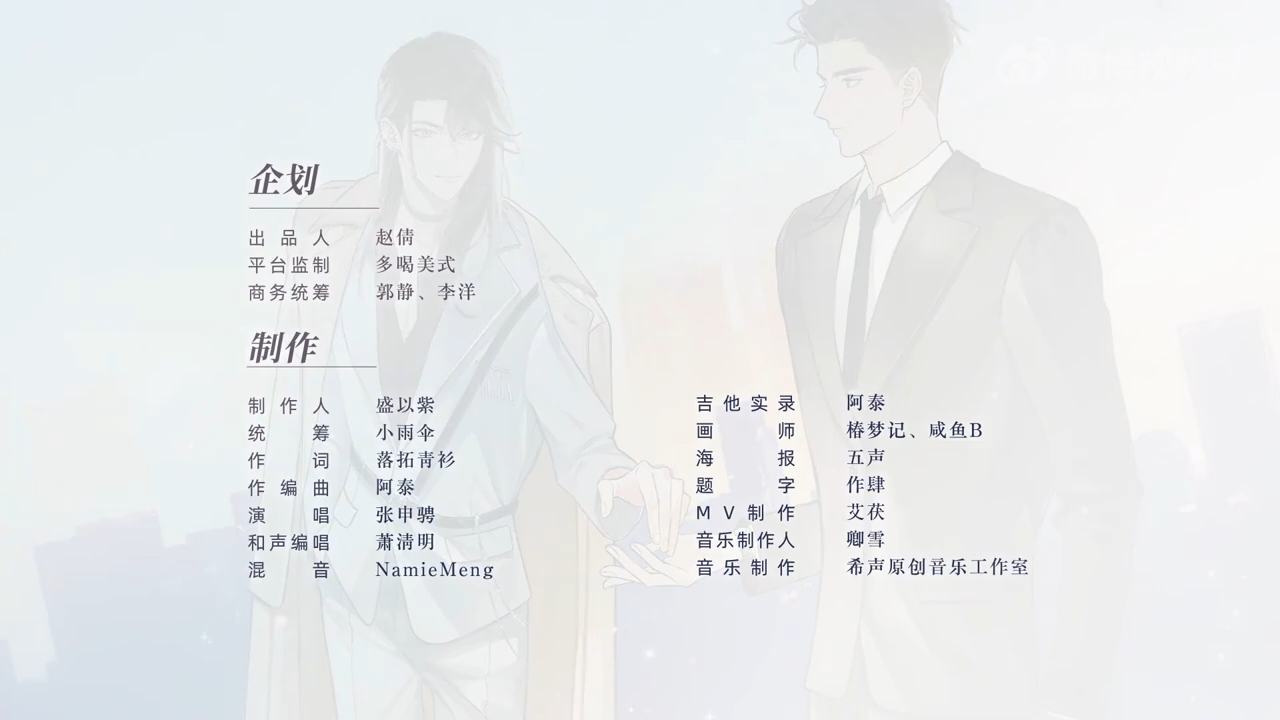 企划
出品人 赵倩
平台监制 多喝美式
商务统筹 郭静、李洋
制作
制作人 盛以紫
统筹 小雨伞
作词 落拓青衫
作编曲 阿泰
演唱 张申骋
和声编唱 萧清明
混音 NamieMeng
吉他实录 阿泰
画师 椿梦记、咸鱼B
海报 五声
题字 作肆
MV制作 艾茯
音乐制作人 卿雪
音乐制作 希声原创音乐工作室